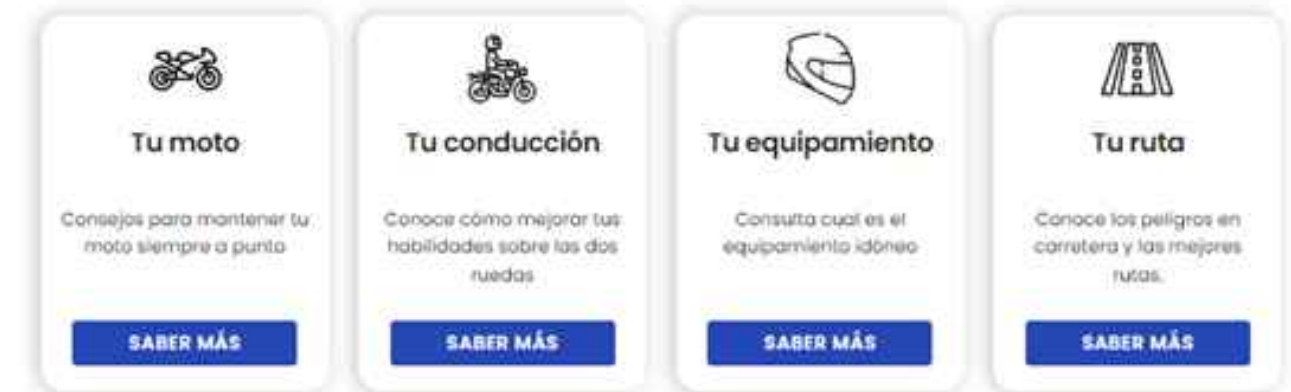 Tu moto
Consejos para mantener tu
moto siempre a punto
SABER MÁS
Tu conducción
Conoce cómo mejorar tus
habilidades sobre las dos
ruedas
SABER MÁS
Tu equipamiento
Consulta cual es el
equipamiento idóneo
SABER MÁS
Tu ruta
Conoce los peligros en
carretera y las mejores
rutas.
SABER MÁS